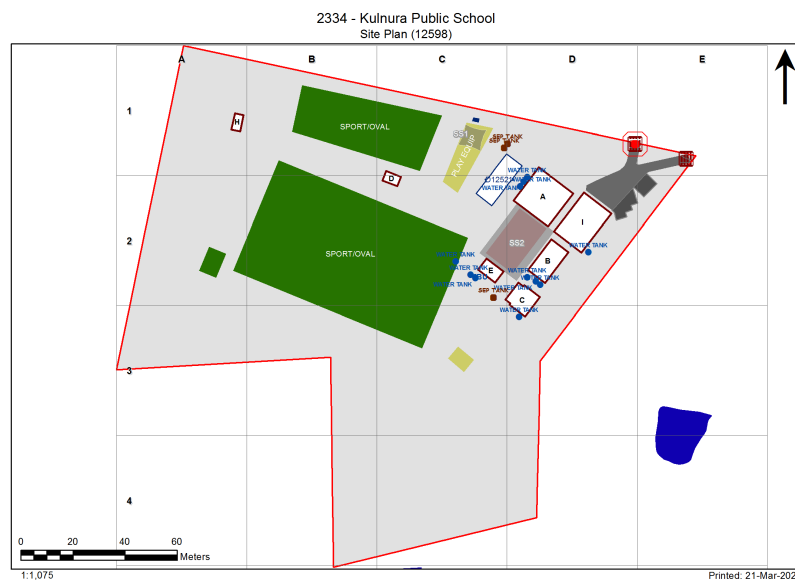 2334 - Kulnura Public School
Site Plan (12598)
A
B
C
D
E
1
H
SPORT/OVAL
SS1
PLAY EQUIP
SEP TANK
SEP TANK
D
WATER TANK
WATER TANK
WATER TANK
A
I
2
SPORT/OVAL
SS2
WATER TANK
WATER TANK
WATER TANK
E
B
WATER TANK
WATER TANK
SEP TANK
C
WATER TANK
WATER TANK
3
4
0 20 40 60
Meters
1:1,075
Printed: 21-Mar-202